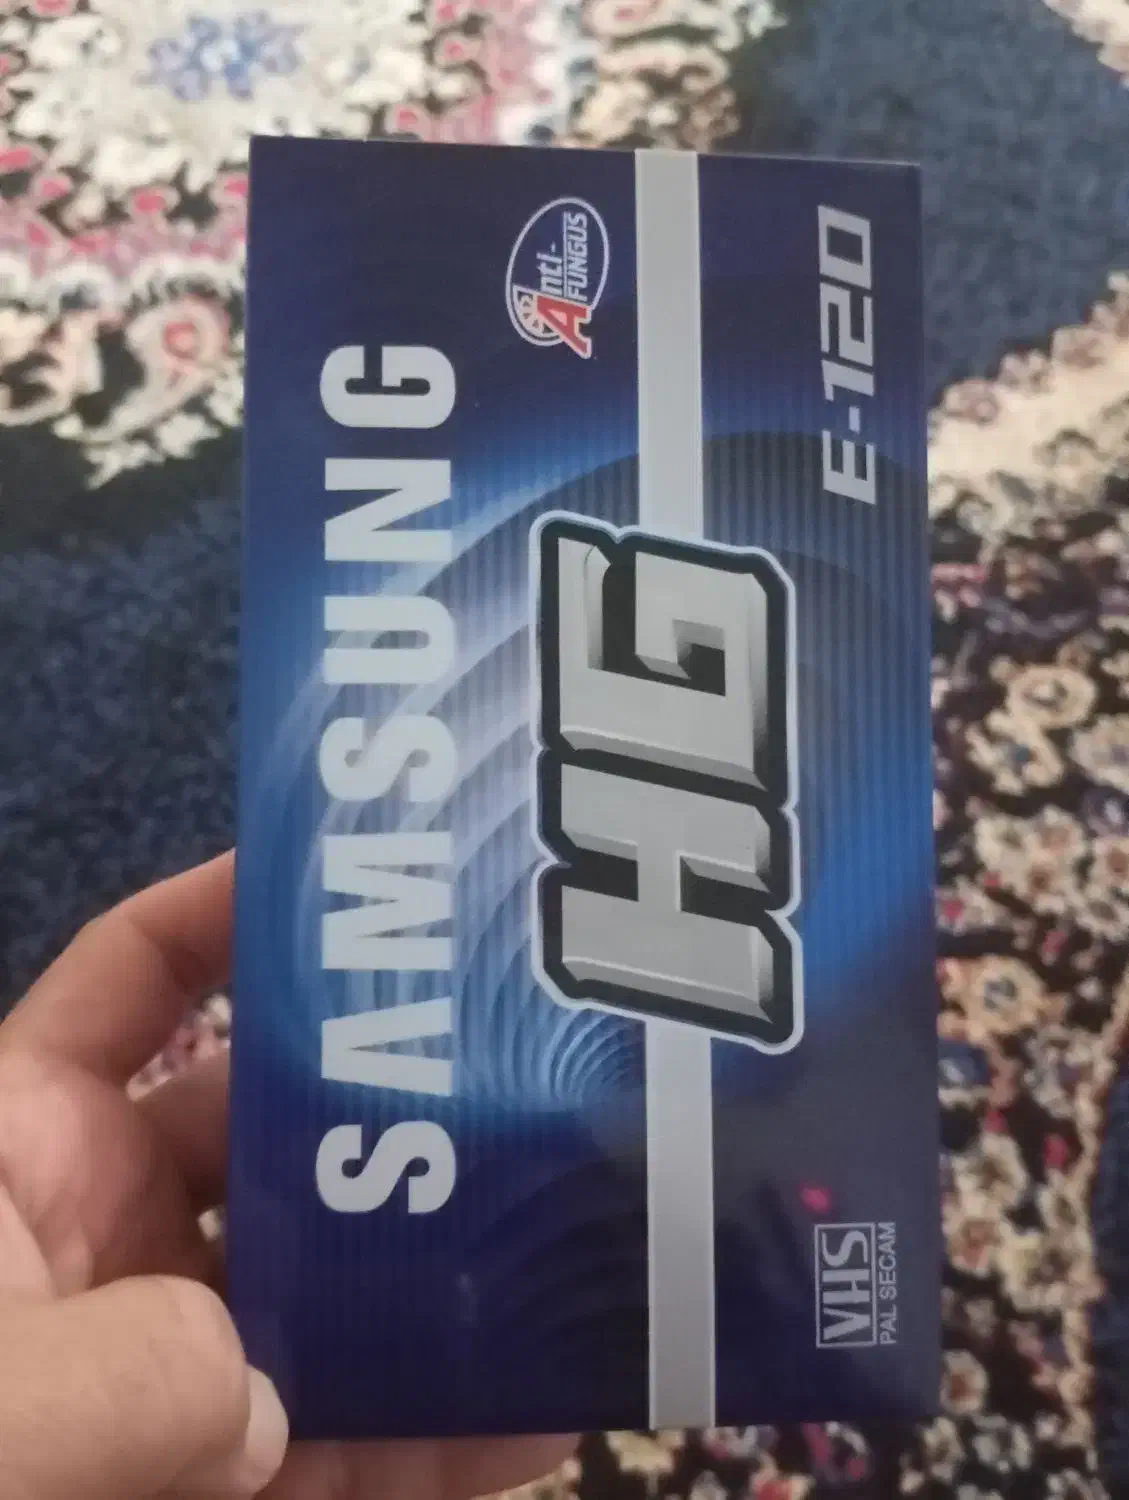 SAMSUNG
Anti-
FUNGUS
HG
VHS
PAL SECAM
E-120